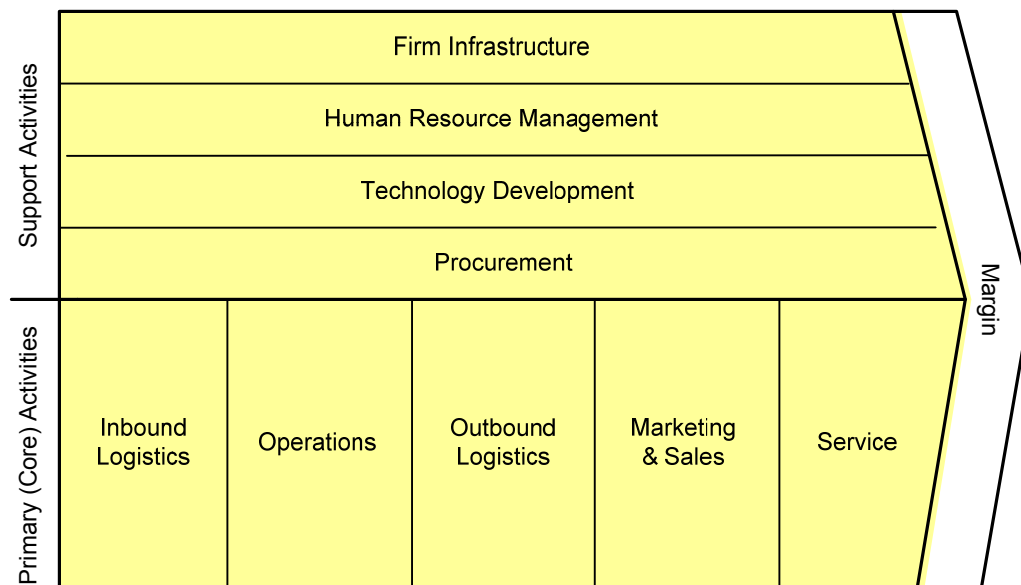 Support Activities
Firm Infrastructure
Human Resource Management
Technology Development
Procurement
Margin
Primary (Core) Activities
Inbound
Logistics
Operations
Outbound
Logistics
Marketing
& Sales
Service